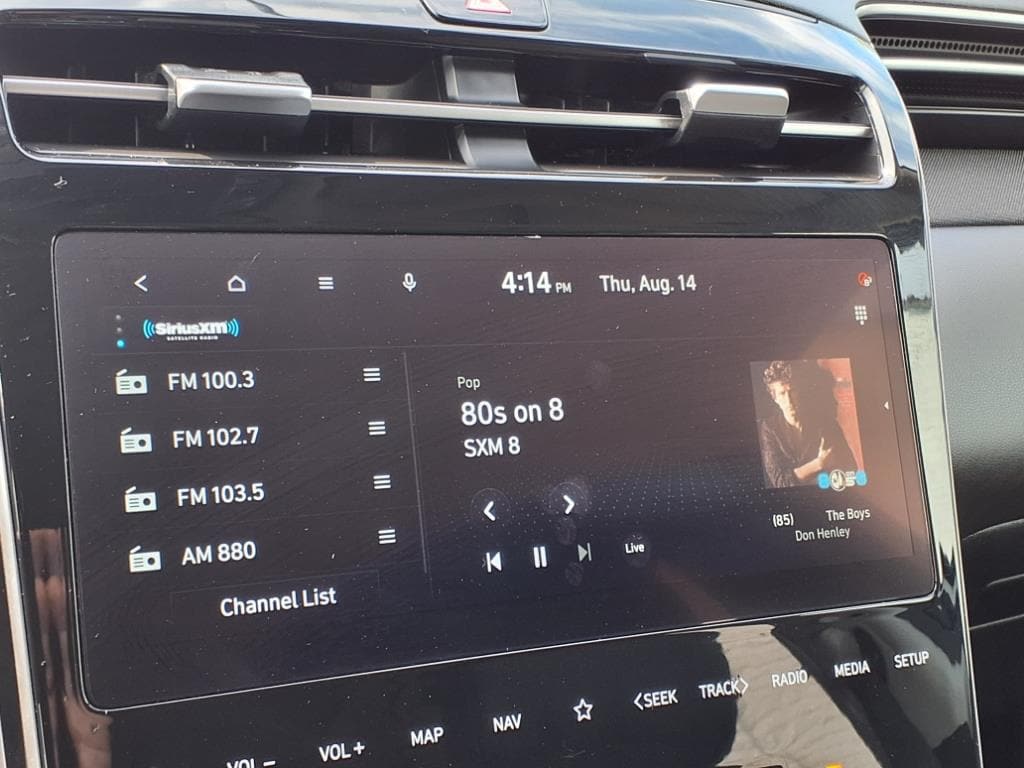 4:14 PM Thu, Aug. 14
SiriusXM
SATELLITE RADIO
FM 100.3
FM 102.7
FM 103.5
AM 880
Channel List
Pop
80s on 8
SXM 8
Live
(85) The Boys
Don Henley
VOL −
VOL +
MAP
NAV
SEEK
TRACK
RADIO
MEDIA
SETUP